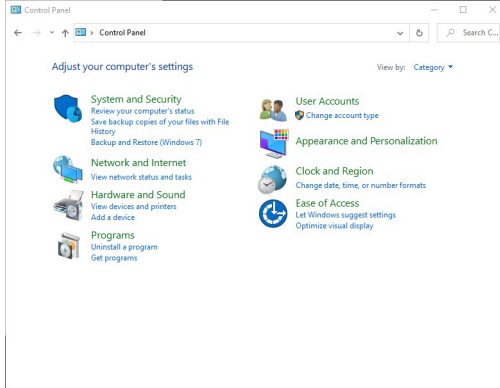 Control Panel
Control Panel
Search C...
Adjust your computer's settings
View by: Category
System and Security
Review your computer's status
Save backup copies of your files with File
History
Backup and Restore (Windows 7)
Network and Internet
View network status and tasks
Hardware and Sound
View devices and printers
Add a device
Programs
Uninstall a program
Get programs
User Accounts
Change account type
Appearance and Personalization
Clock and Region
Change date, time, or number formats
Ease of Access
Let Windows suggest settings
Optimize visual display